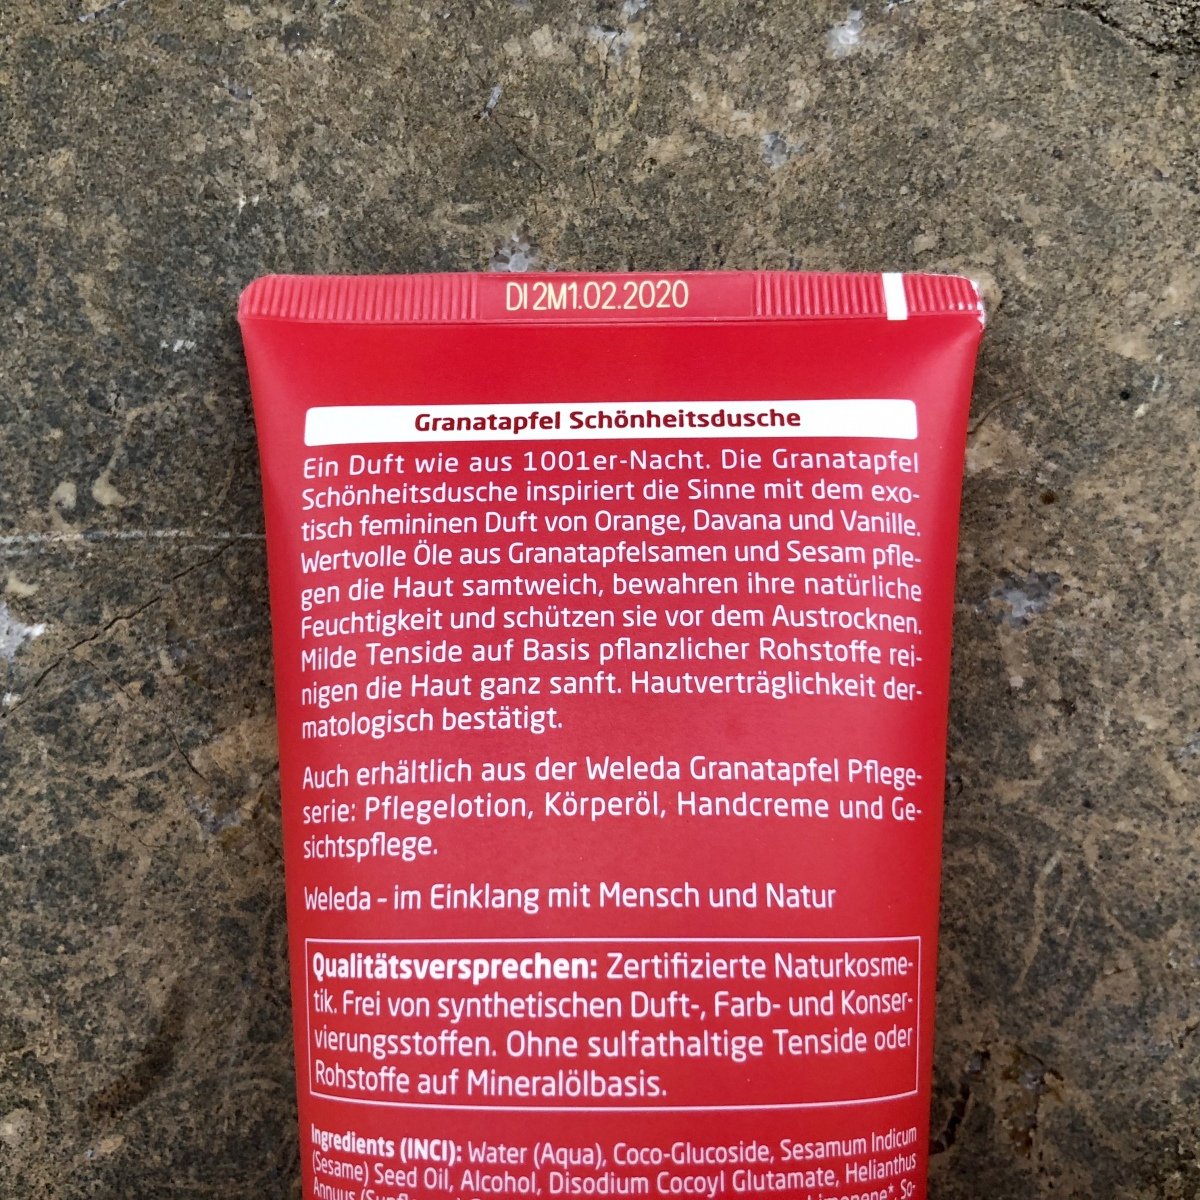 DI2M1.02.2020
Granatapfel Schönheitsdusche
Ein Duft wie aus 1001er-Nacht. Die Granatapfel
Schönheitsdusche inspiriert die Sinne mit dem exo-
tisch femininen Duft von Orange, Davana und Vanille.
Wertvolle Öle aus Granatapfelsamen und Sesam pfle-
gen die Haut samtweich, bewahren ihre natürliche
Feuchtigkeit und schützen sie vor dem Austrocknen.
Milde Tenside auf Basis pflanzlicher Rohstoffe rei-
nigen die Haut ganz sanft. Hautverträglichkeit der-
matologisch bestätigt.
Auch erhältlich aus der Weleda Granatapfel Pflege-
serie: Pflegelotion, Körperöl, Handcreme und Ge-
sichtspflege.
Weleda – im Einklang mit Mensch und Natur
Qualitätsversprechen: Zertifizierte Naturkosme-
tik. Frei von synthetischen Duft-, Farb- und Konser-
vierungsstoffen. Ohne sulfathaltige Tenside oder
Rohstoffe auf Mineralölbasis.
Ingredients (INCI): Water (Aqua), Coco-Glucoside, Sesamum Indicum
(Sesame) Seed Oil, Alcohol, Disodium Cocoyl Glutamate, Helianthus
Annuus Limonene*, So-